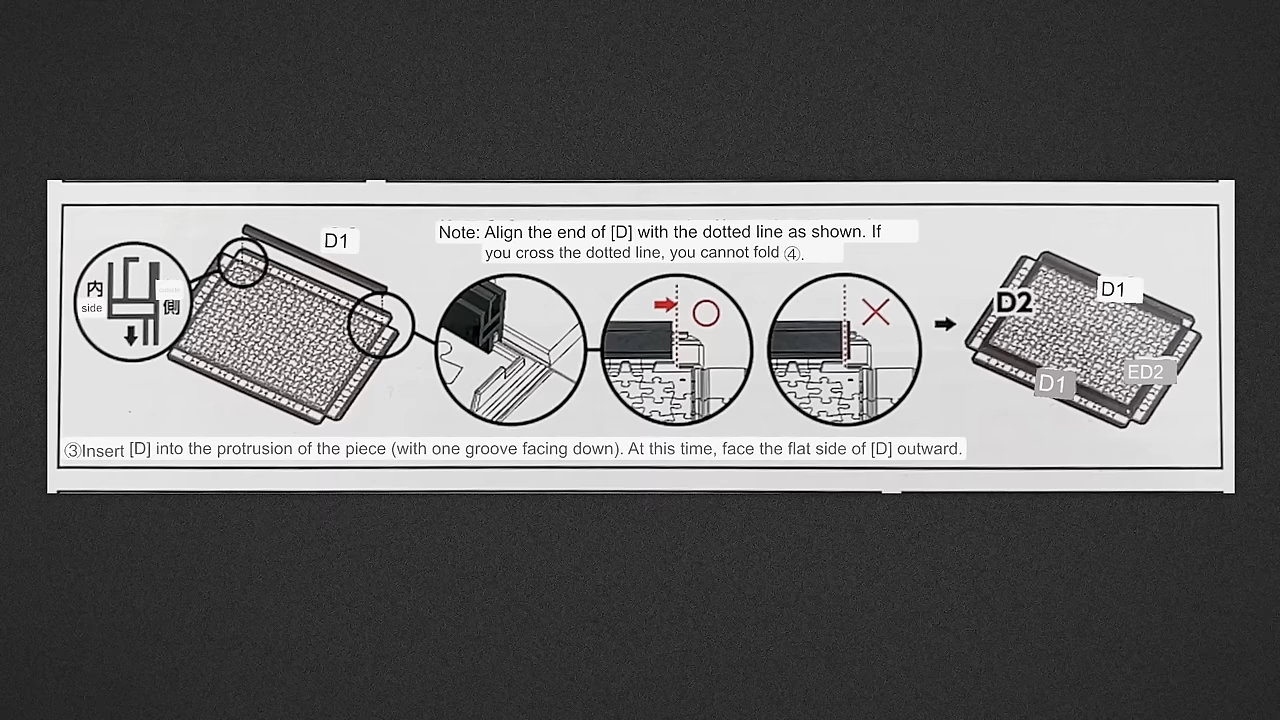 Note: Align the end of [D] with the dotted line as shown. If
you cross the dotted line, you cannot fold ④.
D1
内
side
側
D1
D2
D1
ED2
③Insert [D] into the protrusion of the piece (with one groove facing down). At this time, face the flat side of [D] outward.